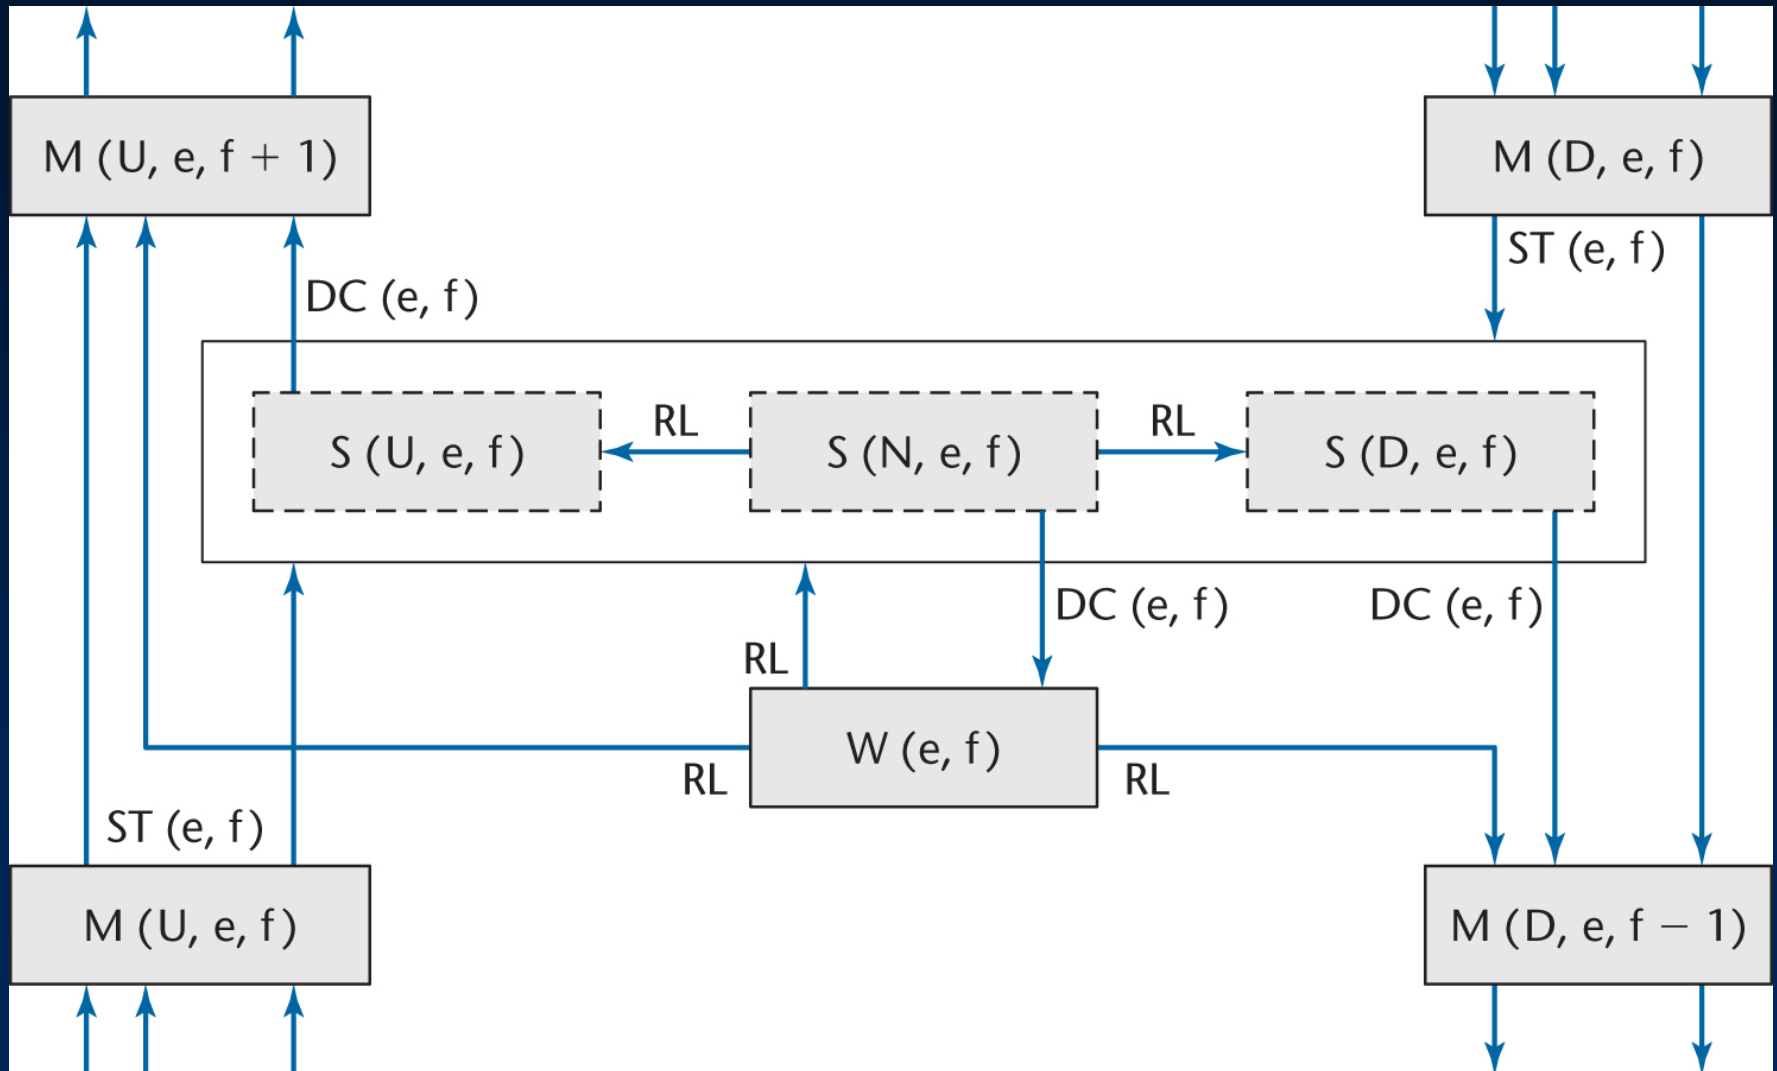 M (U, e, f + 1)
M (D, e, f)
ST (e, f)
DC (e, f)
S (U, e, f)
RL
S (N, e, f)
RL
S (D, e, f)
DC (e, f)
DC (e, f)
RL
W (e, f)
RL
RL
ST (e, f)
M (U, e, f)
M (D, e, f − 1)